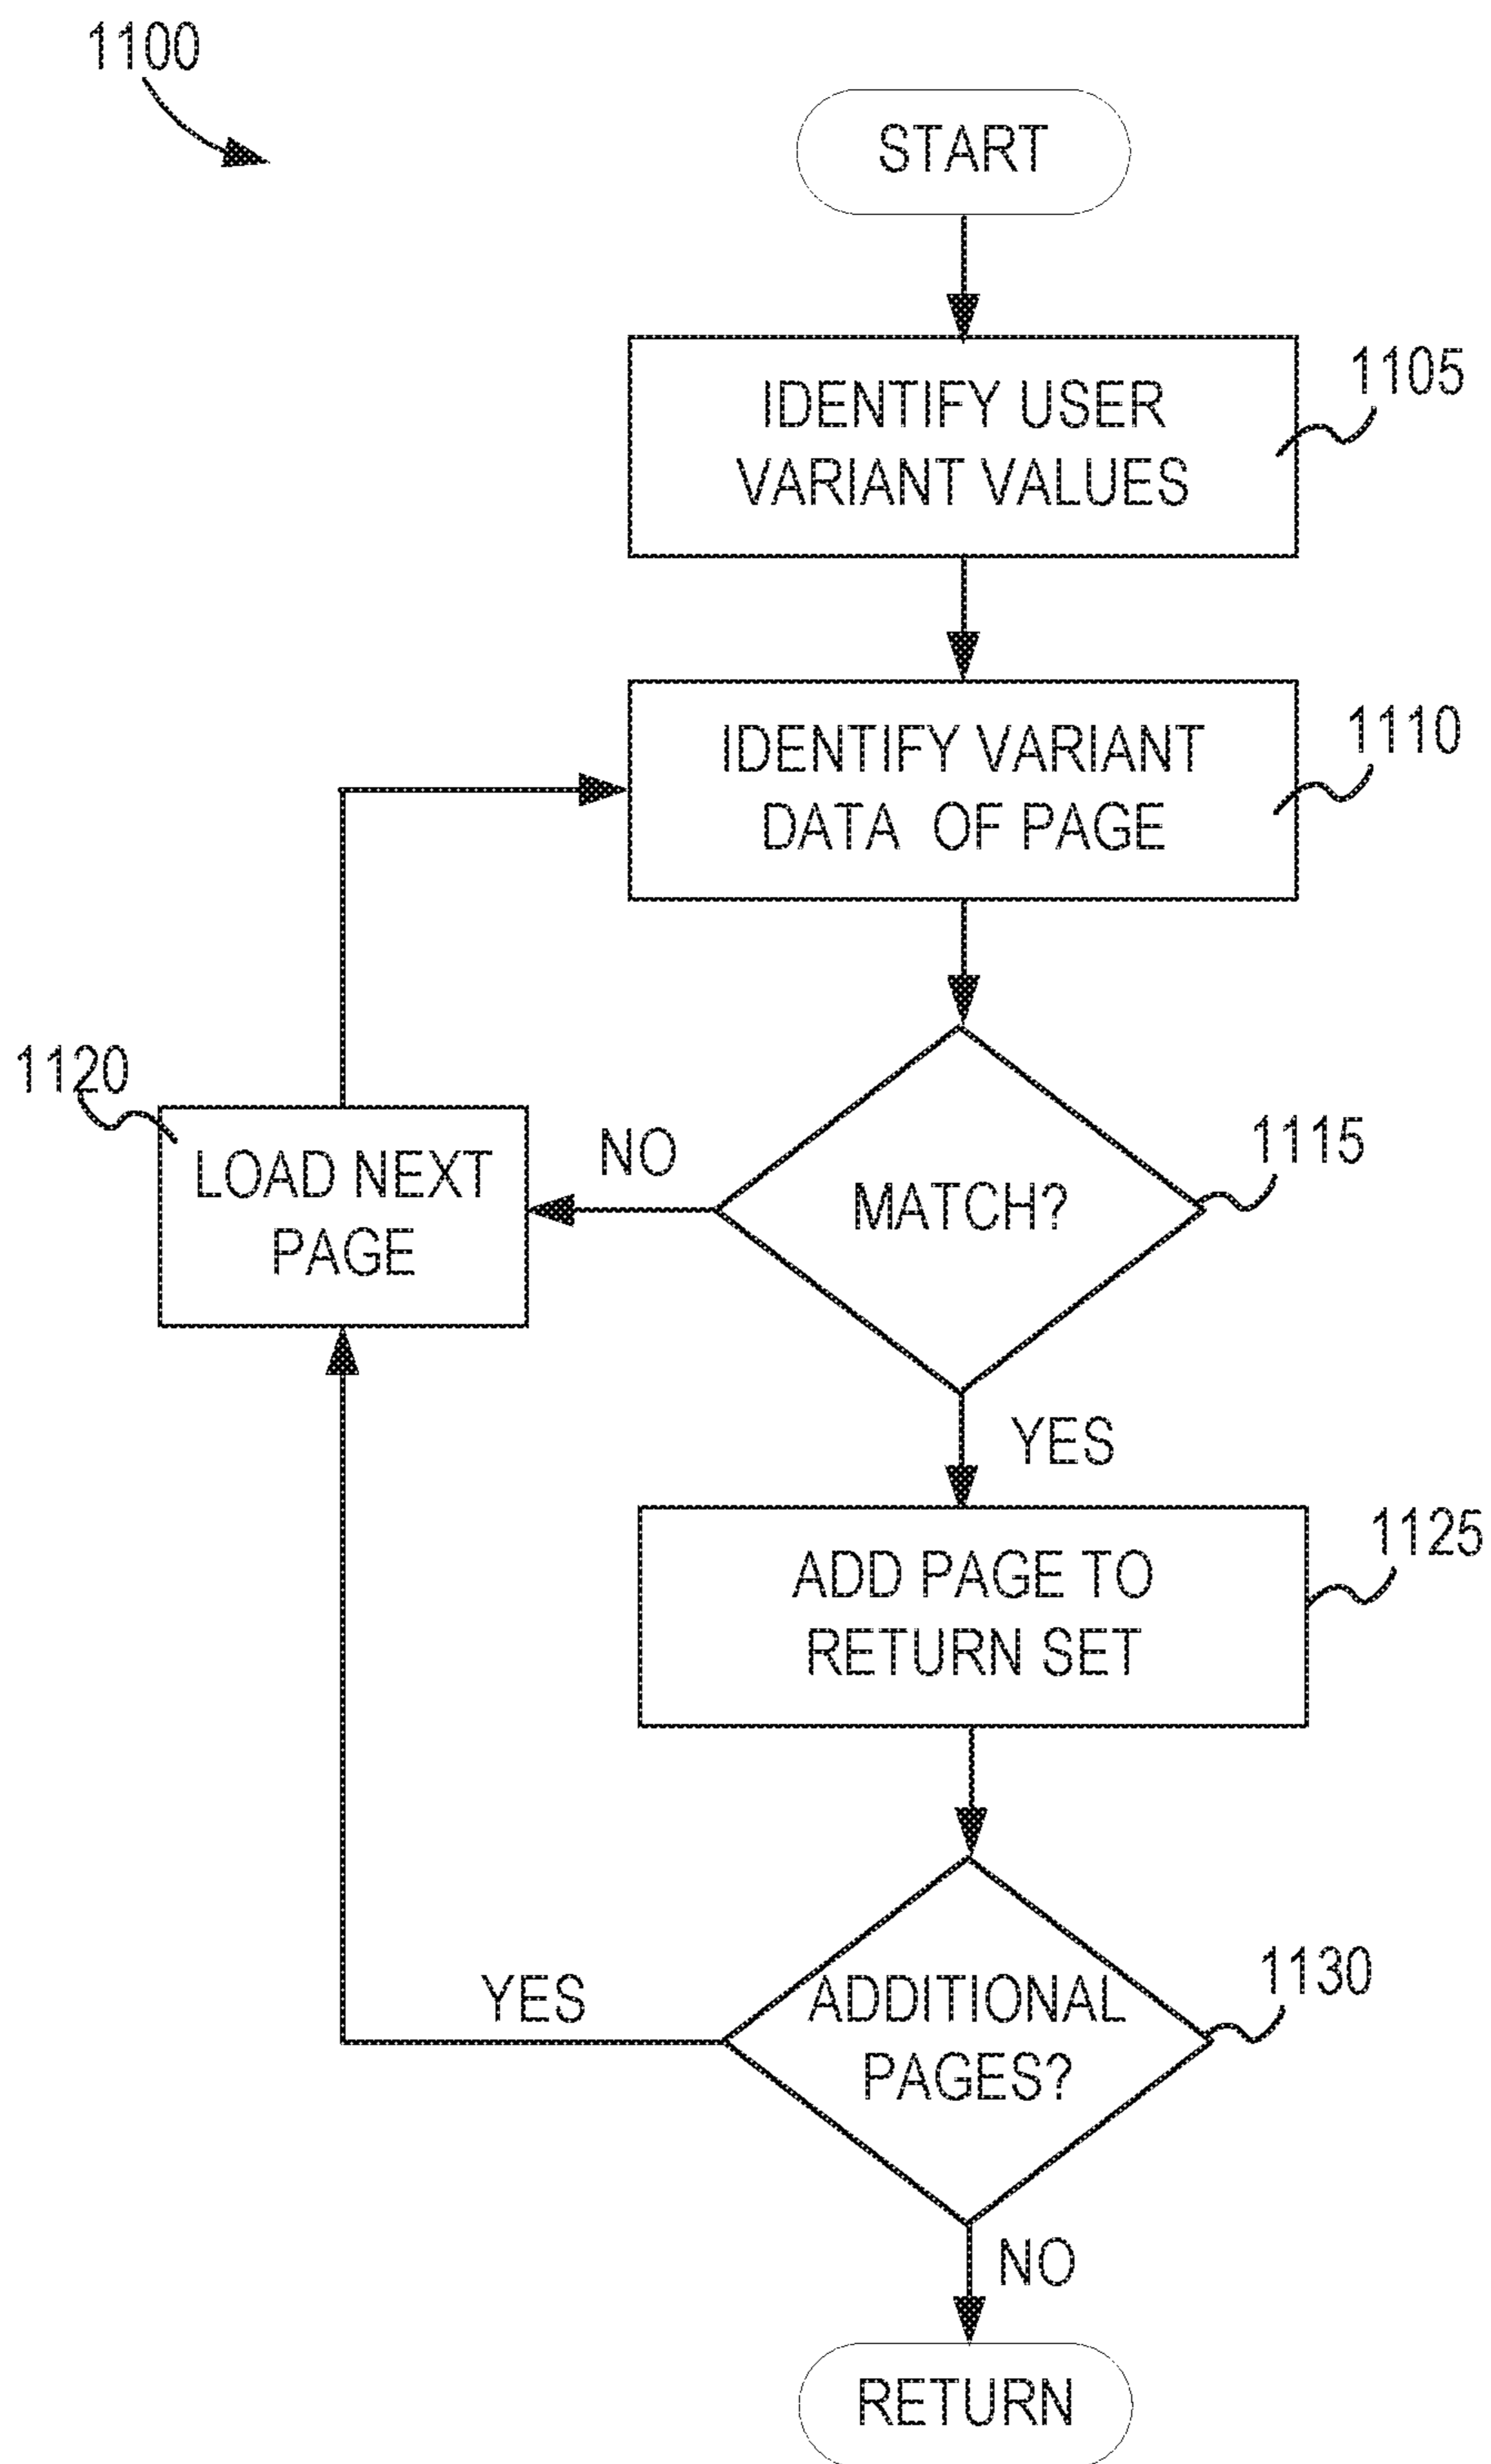 1100
START
IDENTIFY USER
VARIANT VALUES
1105
IDENTIFY VARIANT
DATA OF PAGE
1110
1120
LOAD NEXT
PAGE
NO
MATCH?
1115
YES
ADD PAGE TO
RETURN SET
1125
YES
ADDITIONAL
PAGES?
1130
NO
RETURN